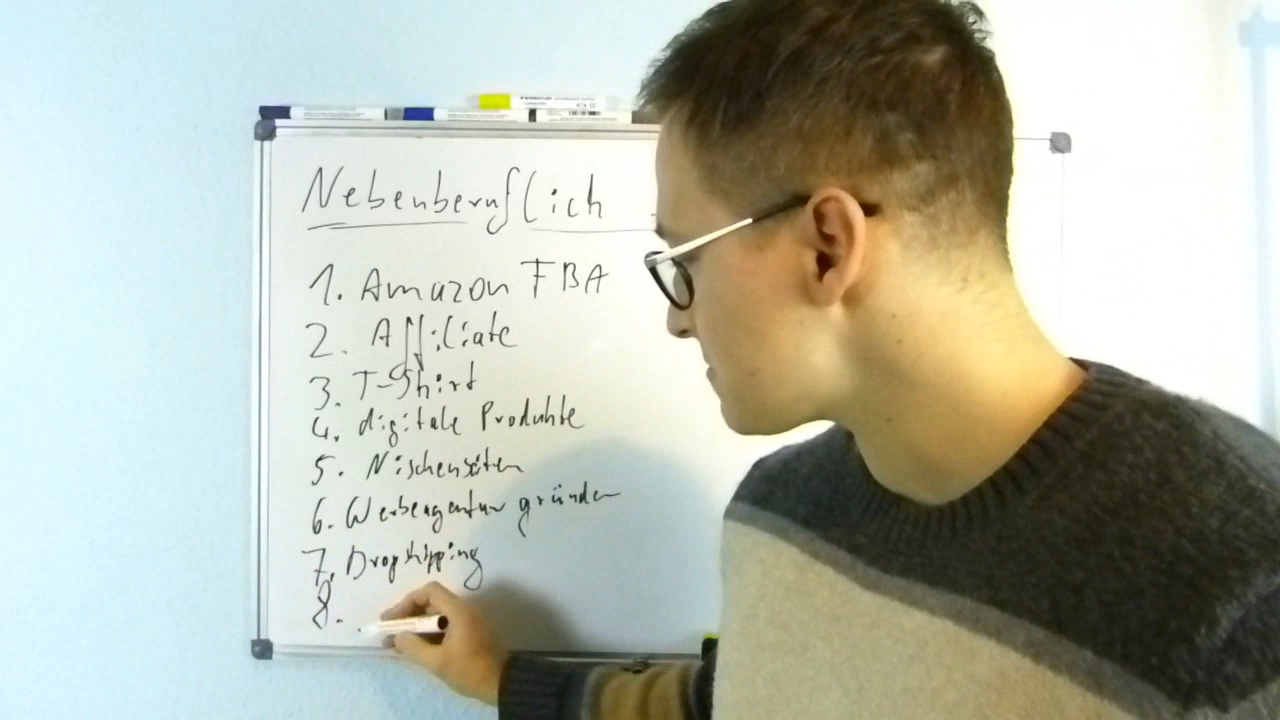 Nebenberuflich
1. Amazon FBA
2. Affiliate
3. T-Shirt
4. digitale Produkte
5. Nischenseiten
6. Werbeagentur gründen
7. Dropshipping
8.